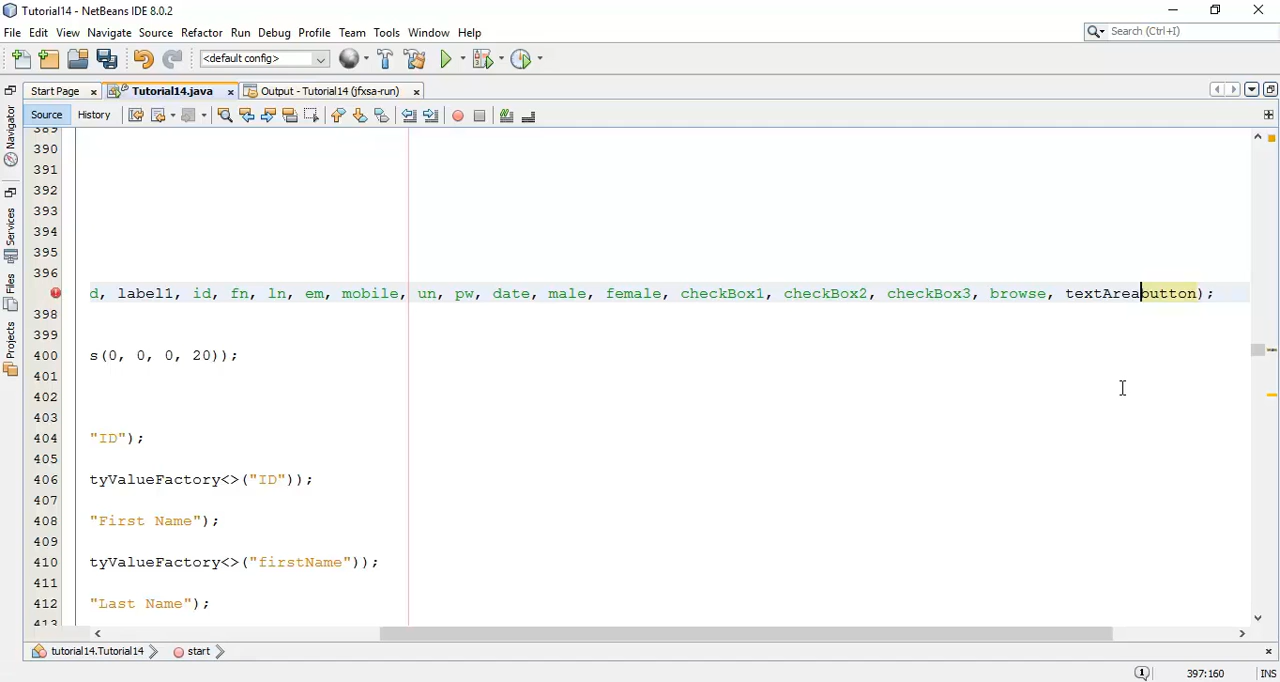 Tutorial14 - NetBeans IDE 8.0.2
File Edit View Navigate Source Refactor Run Debug Profile Team Tools Window Help
Search (Ctrl+I)
<default config>
Start Page Tutorial14.java Output - Tutorial14 (jfxsa-run)
Source History
Navigator
Services
Files
Projects
389
390
391
392
393
394
395
396
d, label1, id, fn, ln, em, mobile, un, pw, date, male, female, checkBox1, checkBox2, checkBox3, browse, textAreabutton);
398
399
400 s(0, 0, 0, 20));
401
402
403
404 "ID");
405
406 tyValueFactory<>("ID"));
407
408 "First Name");
409
410 tyValueFactory<>("firstName"));
411
412 "Last Name");
413
tutorial14.Tutorial14 start
1 397:160 INS